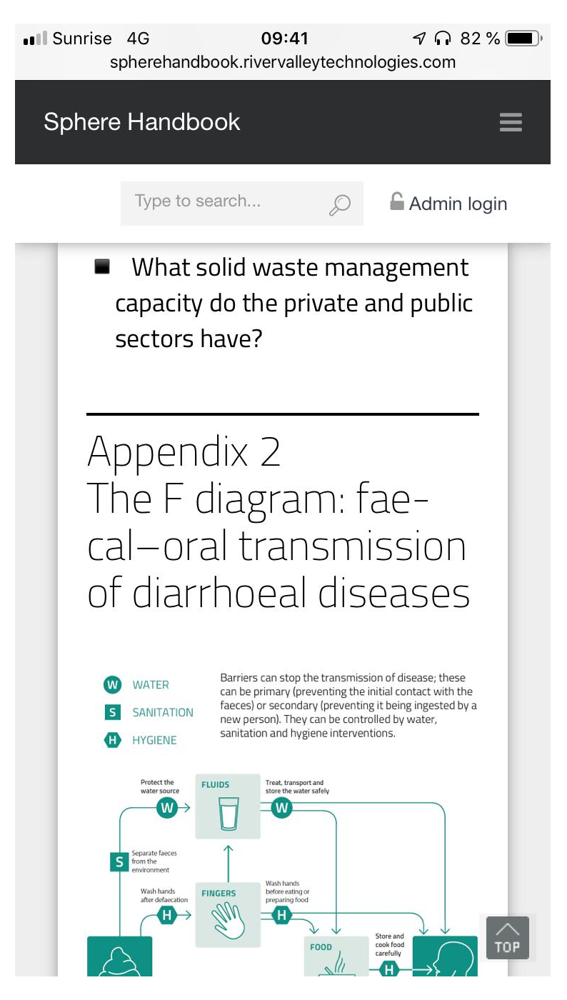 Sunrise 4G 09:41 82 %
spherehandbook.rivervalleytechnologies.com
Sphere Handbook
Type to search... Admin login
■ What solid waste management
capacity do the private and public
sectors have?
Appendix 2
The F diagram: fae-
cal–oral transmission
of diarrhoeal diseases
W WATER
S SANITATION
H HYGIENE
Barriers can stop the transmission of disease; these
can be primary (preventing the initial contact with the
faeces) or secondary (preventing it being ingested by a
new person). They can be controlled by water,
sanitation and hygiene interventions.
Protect the
water source
W
FLUIDS
Treat, transport and
store the water safely
W
S
Separate faeces
from the
environment
Wash hands
after defaecation
H
FINGERS
Wash hands
before eating or
preparing food
H
FOOD
Store and
cook food
carefully
H
TOP